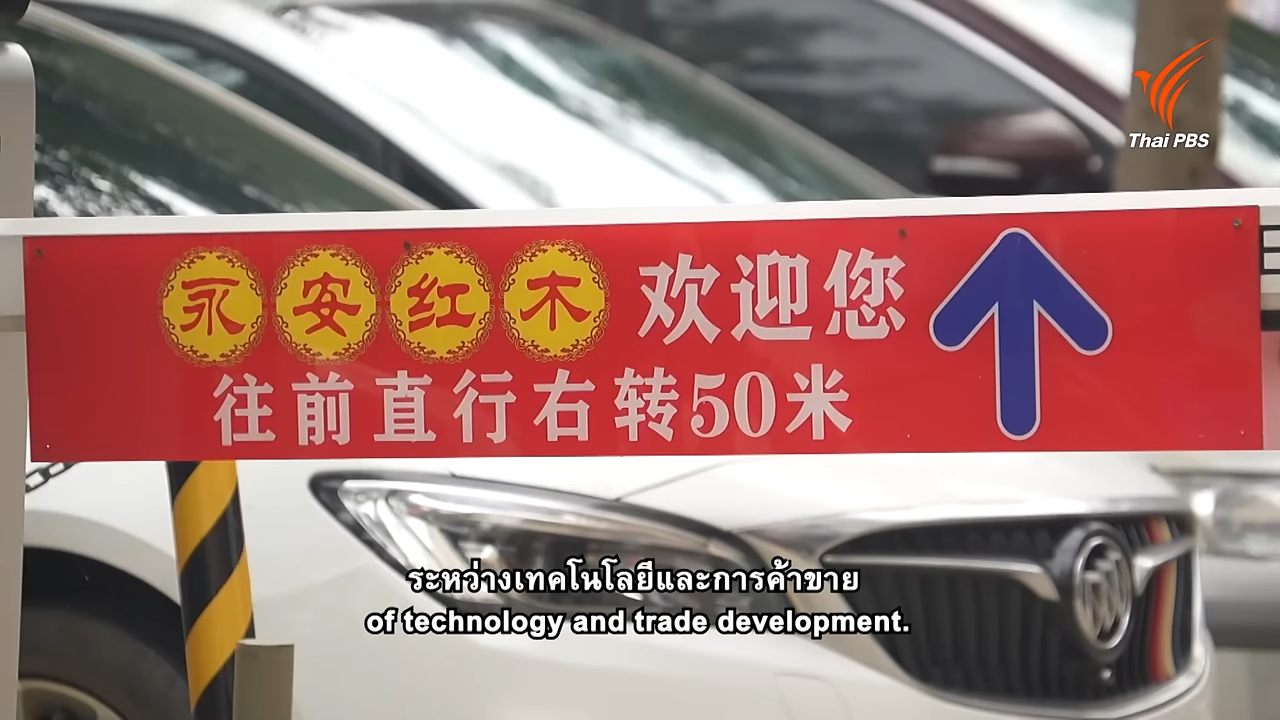 Thai PBS
永安红木 欢迎您
往前直行右转50米
ระหว่างเทคโนโลยีและการค้าขาย
of technology and trade development.